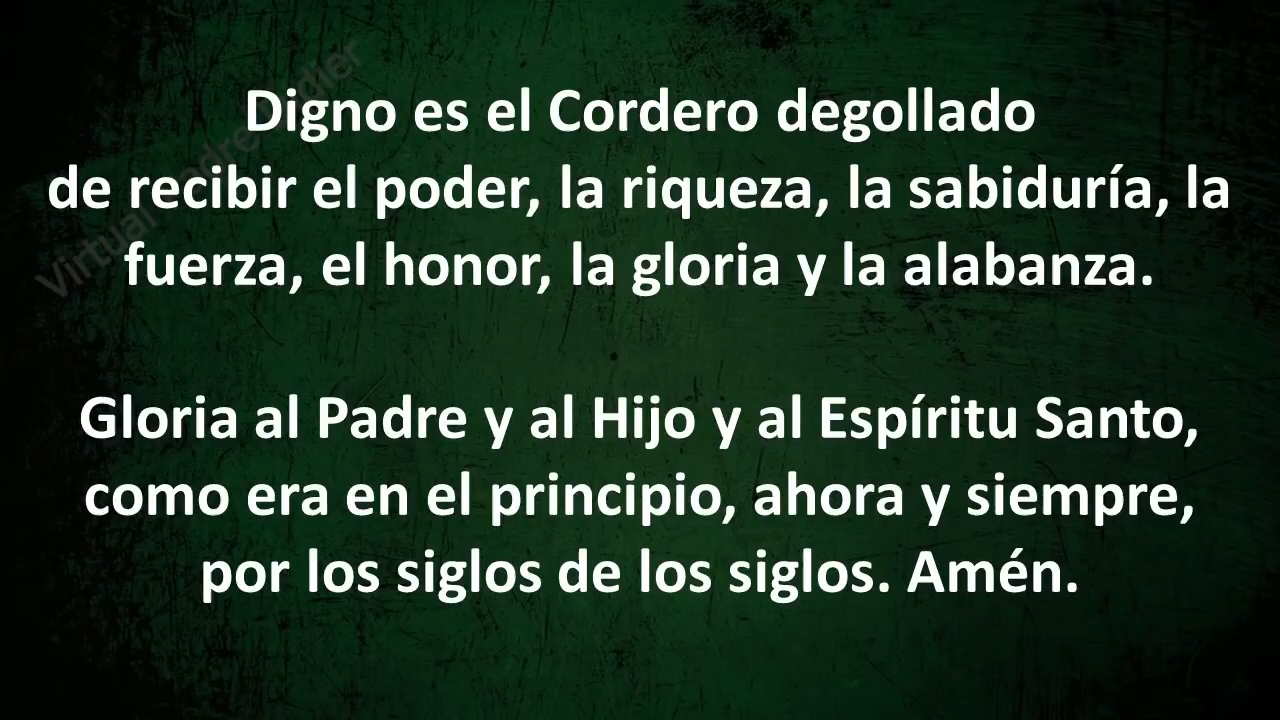 Digno es el Cordero degollado
de recibir el poder, la riqueza, la sabiduría, la
fuerza, el honor, la gloria y la alabanza.
Gloria al Padre y al Hijo y al Espíritu Santo,
como era en el principio, ahora y siempre,
por los siglos de los siglos. Amén.